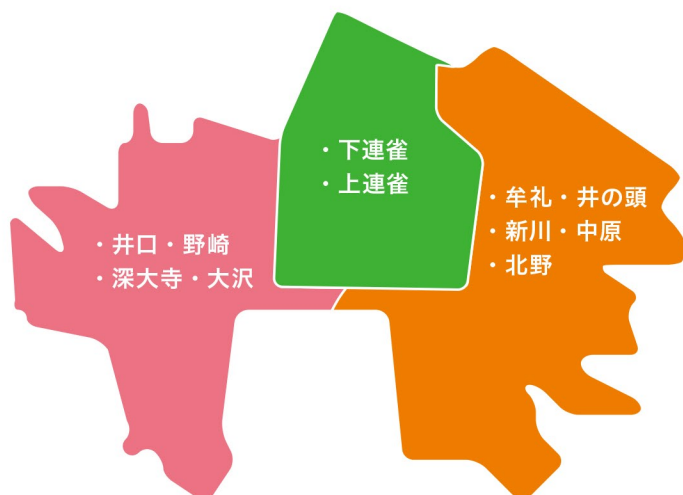 ・下連雀
・上連雀
・井口・野崎
・深大寺・大沢
・牟礼・井の頭
・新川・中原
・北野